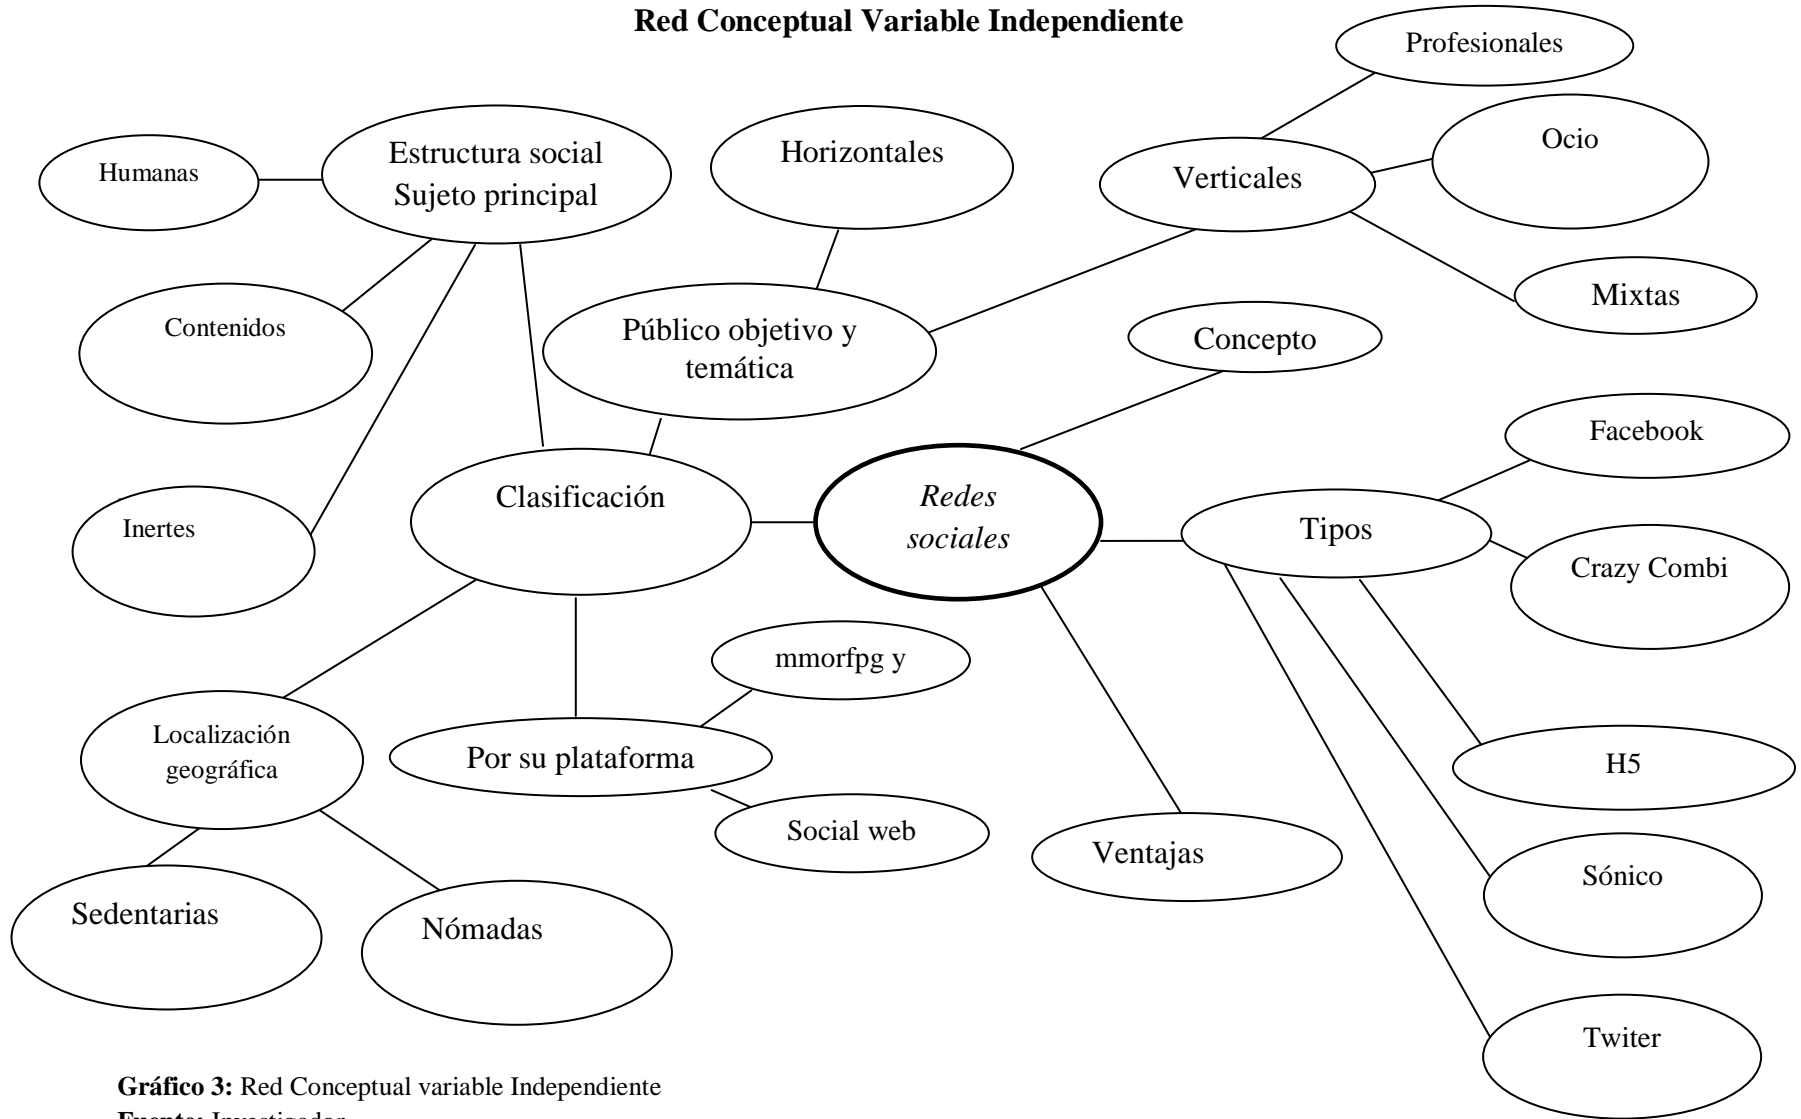 Red Conceptual Variable Independiente
Profesionales
Ocio
Horizontales
Estructura social
Sujeto principal
Humanas
Verticales
Mixtas
Contenidos
Público objetivo y
temática
Concepto
Facebook
Clasificación
Redes
sociales
Tipos
Inertes
Crazy Combi
mmorfpg y
Localización
geográfica
Por su plataforma
H5
Social web
Ventajas
Sónico
Sedentarias
Nómadas
Twiter
Gráfico 3: Red Conceptual variable Independiente
Fuente: Investigador